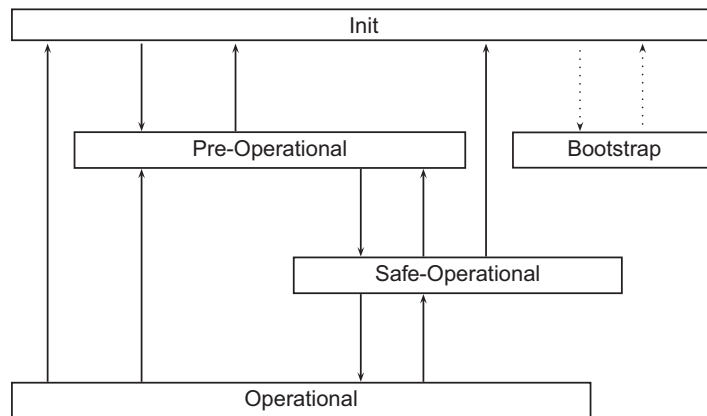 Init
Pre-Operational
Bootstrap
Safe-Operational
Operational